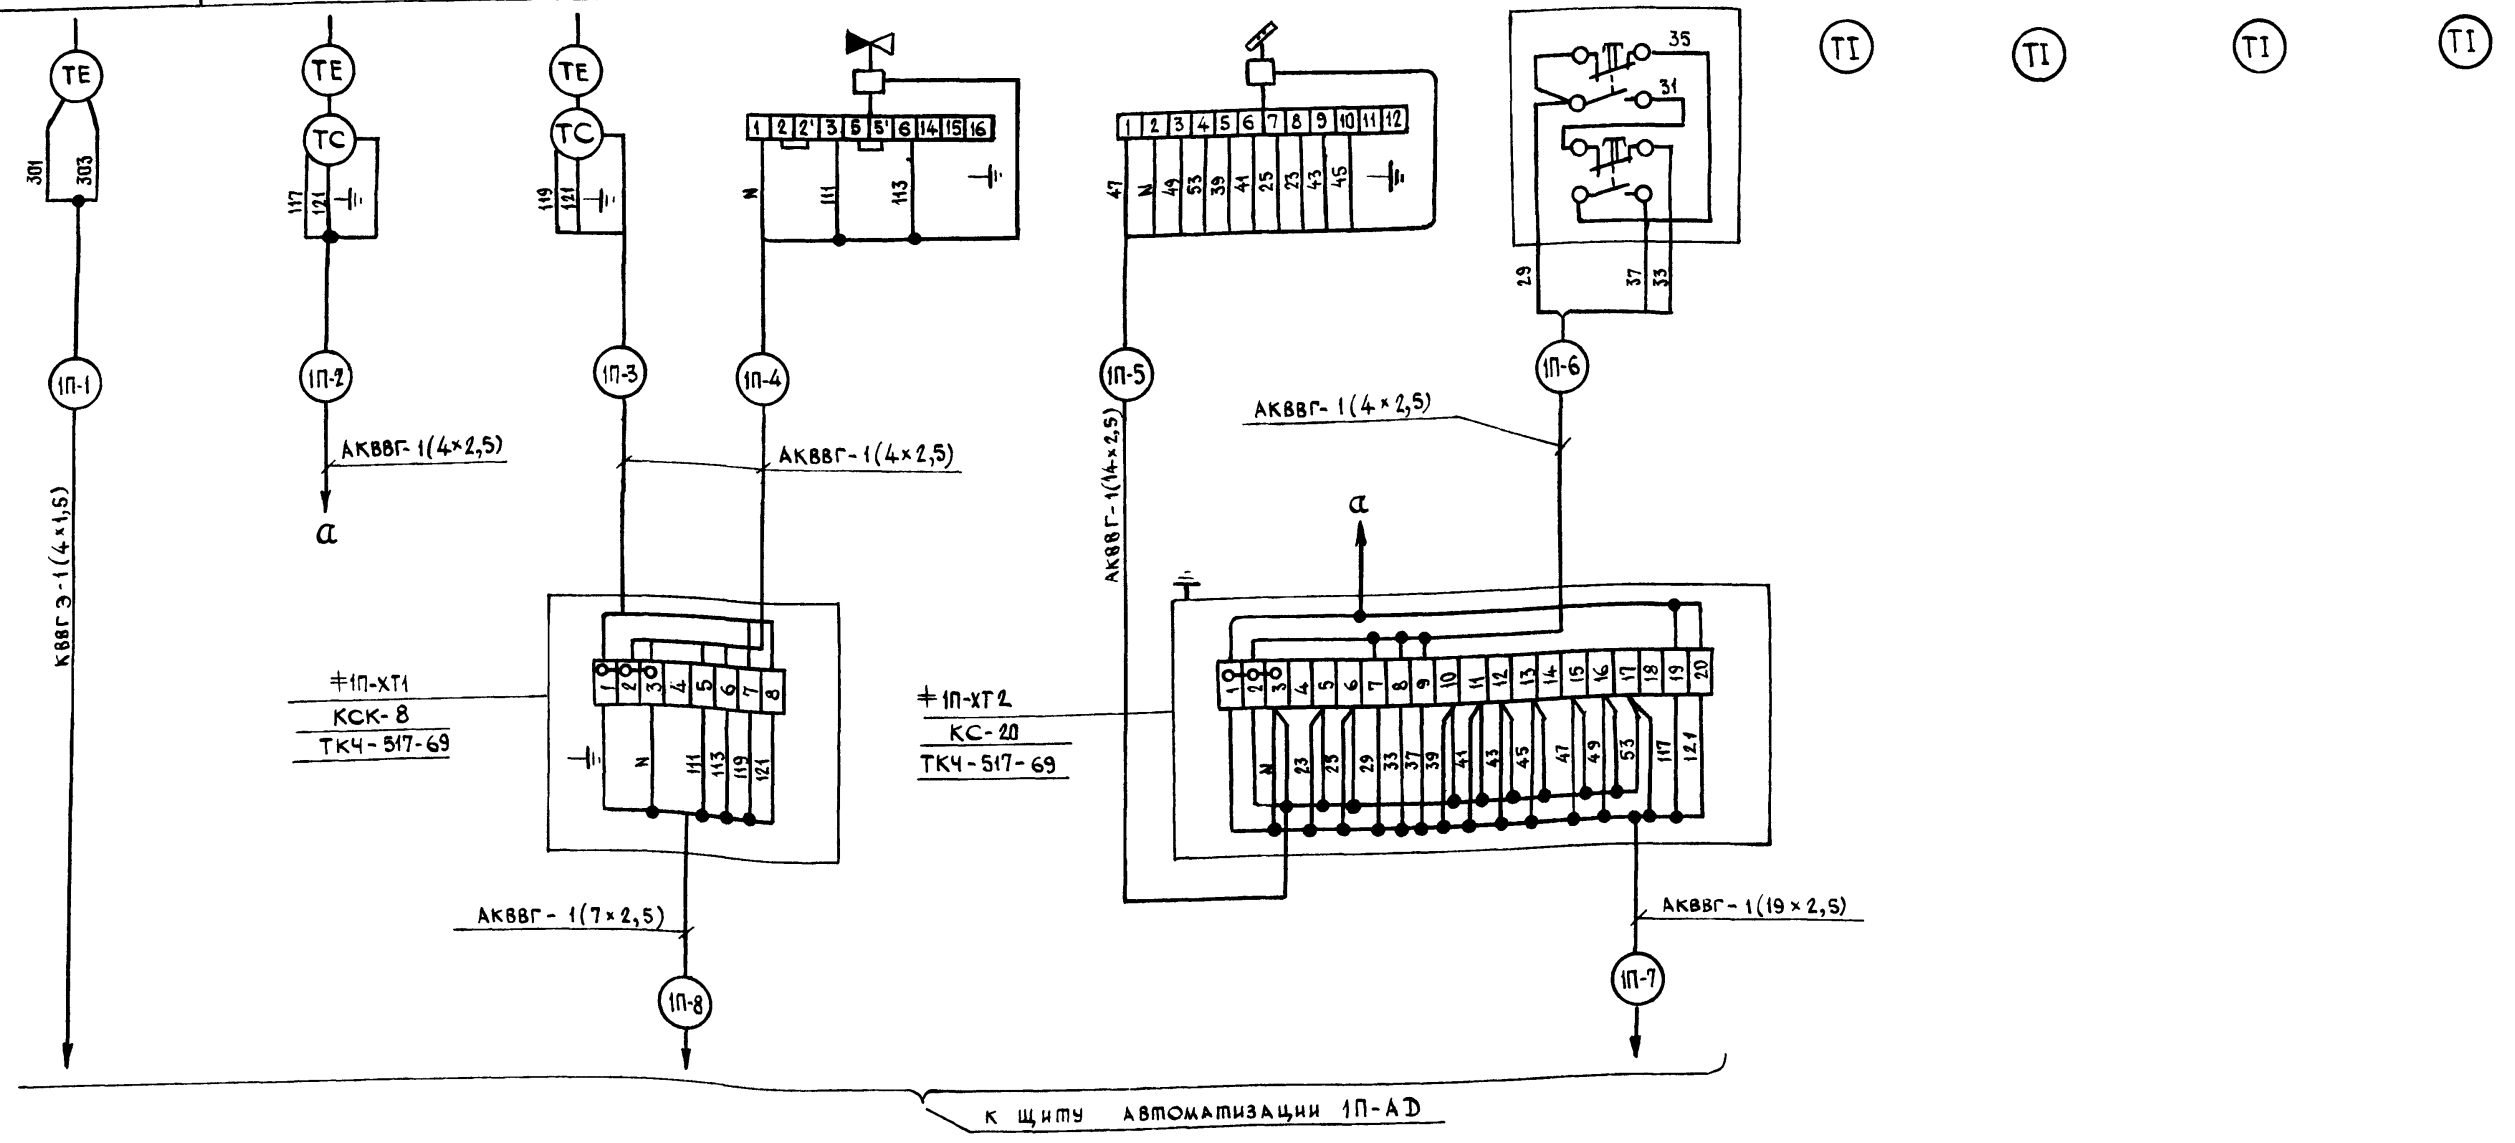 TE
TE
TE
TC
TC
TI
TI
TI
TI
301
303
117
121
119
121
1 2 2' 3 5 5' 6 14 15 16
N
111
113
1 2 3 4 5 6 7 8 9 10 11 12
47
N
49
53
39
41
25
23
43
45
35
31
29
37
33
1П-1
1П-2
1П-3
1П-4
1П-5
1П-6
КВВГЭ-1(4×1,5)
АКВВГ-1(4×2,5)
а
АКВВГ-1(4×2,5)
АКВВГ-1(14×2,5)
АКВВГ-1(4×2,5)
а
≠1П-ХТ1
КСК-8
ТКЧ-517-69
1 2 3 4 5 6 7 8
N
111
113
119
121
≠1П-ХТ2
КС-20
ТКЧ-517-69
1 2 3 4 5 6 7 8 9 10 11 12 13 14 15 16 17 18 19 20
N
23
25
29
33
37
39
41
43
45
47
49
53
117
121
АКВВГ-1(7×2,5)
АКВВГ-1(19×2,5)
1П-8
1П-7
К ЩИТУ АВТОМАТИЗАЦИИ 1П-АD